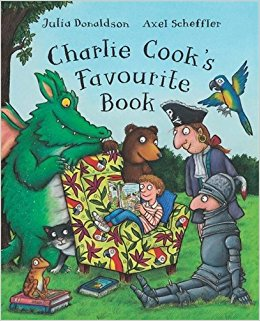 Julia Donaldson Axel Scheffler
Charlie Cook's
Favourite
Book